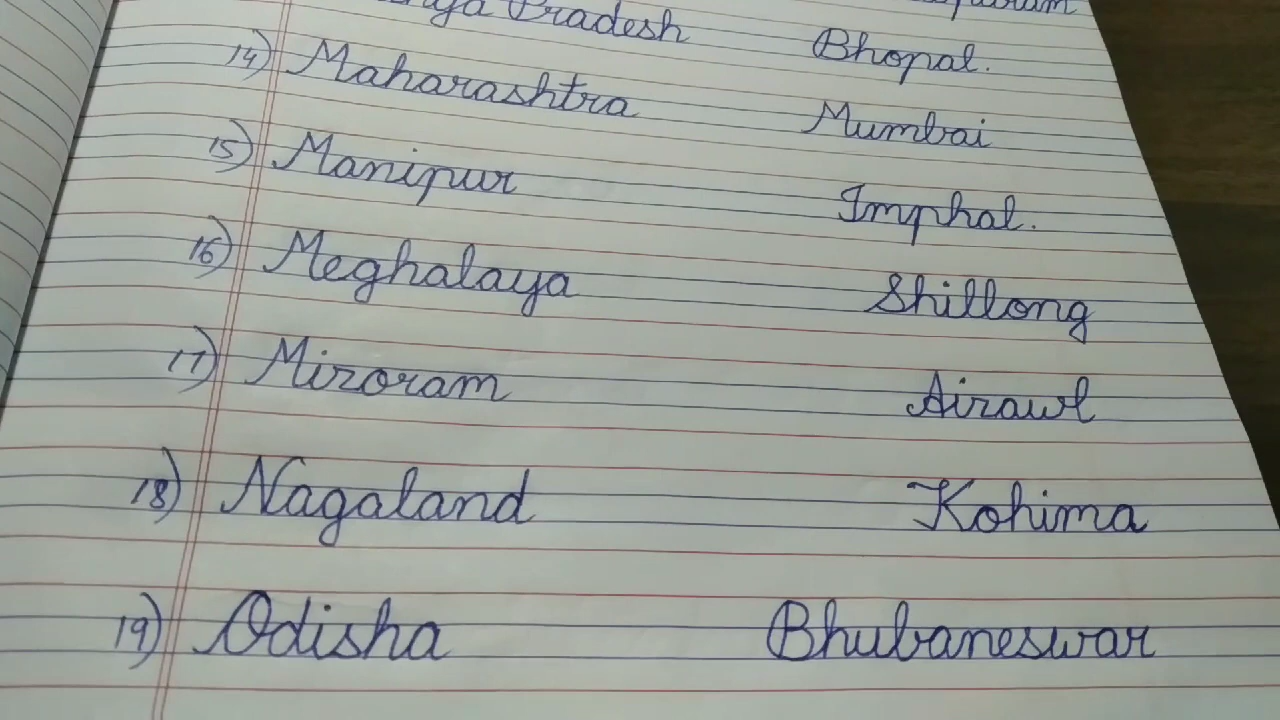 Pradesh Bhopal.
14) Maharashtra Mumbai
15) Manipur Imphal.
16) Meghalaya Shillong
17) Mizoram Aizawl
18) Nagaland Kohima
19) Odisha Bhubaneswar